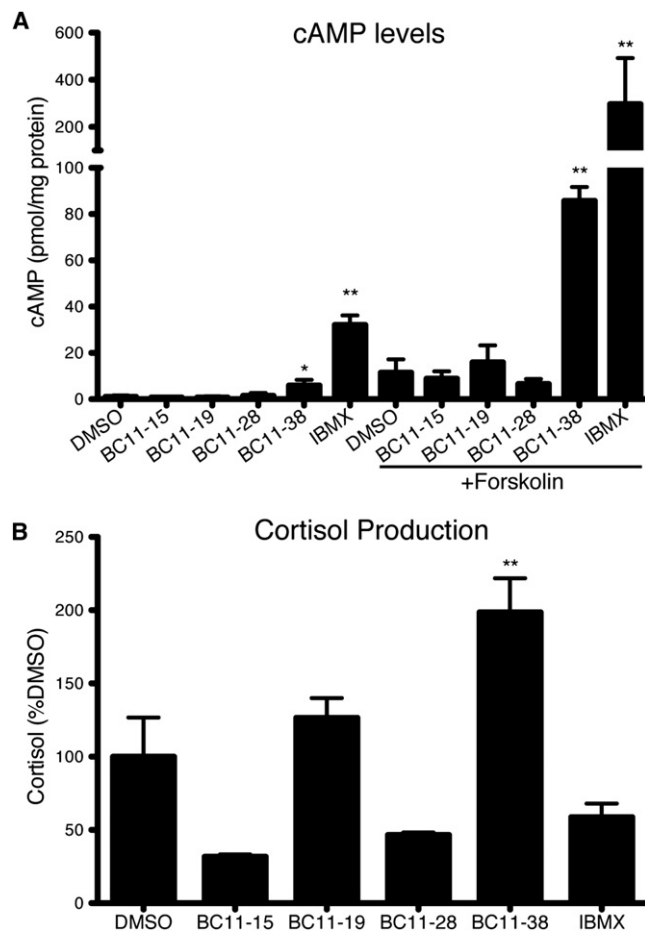 A
cAMP levels
cAMP (pmol/mg protein)
600
400
200
100
80
60
40
20
0
*
**
**
**
DMSO
BC11-15
BC11-19
BC11-28
BC11-38
IBMX
DMSO
BC11-15
BC11-19
BC11-28
BC11-38
IBMX
+Forskolin
B
Cortisol Production
Cortisol (%DMSO)
250
200
150
100
50
0
**
DMSO
BC11-15
BC11-19
BC11-28
BC11-38
IBMX